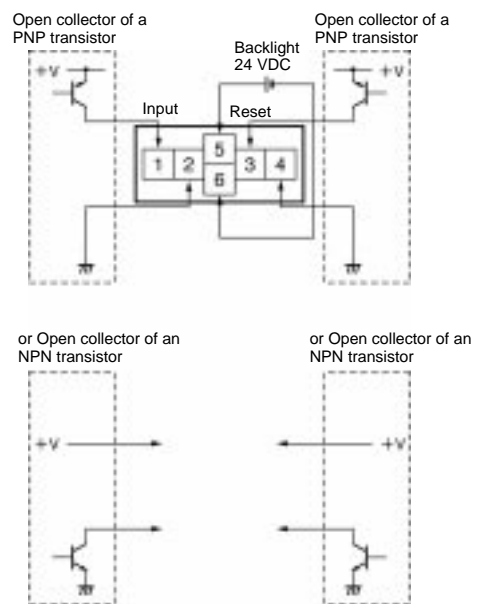 Open collector of a
PNP transistor
Open collector of a
PNP transistor
Backlight
24 VDC
+V
+V
Input
Reset
1 2 5 3 4
6
or Open collector of an
NPN transistor
or Open collector of an
NPN transistor
+V
+V